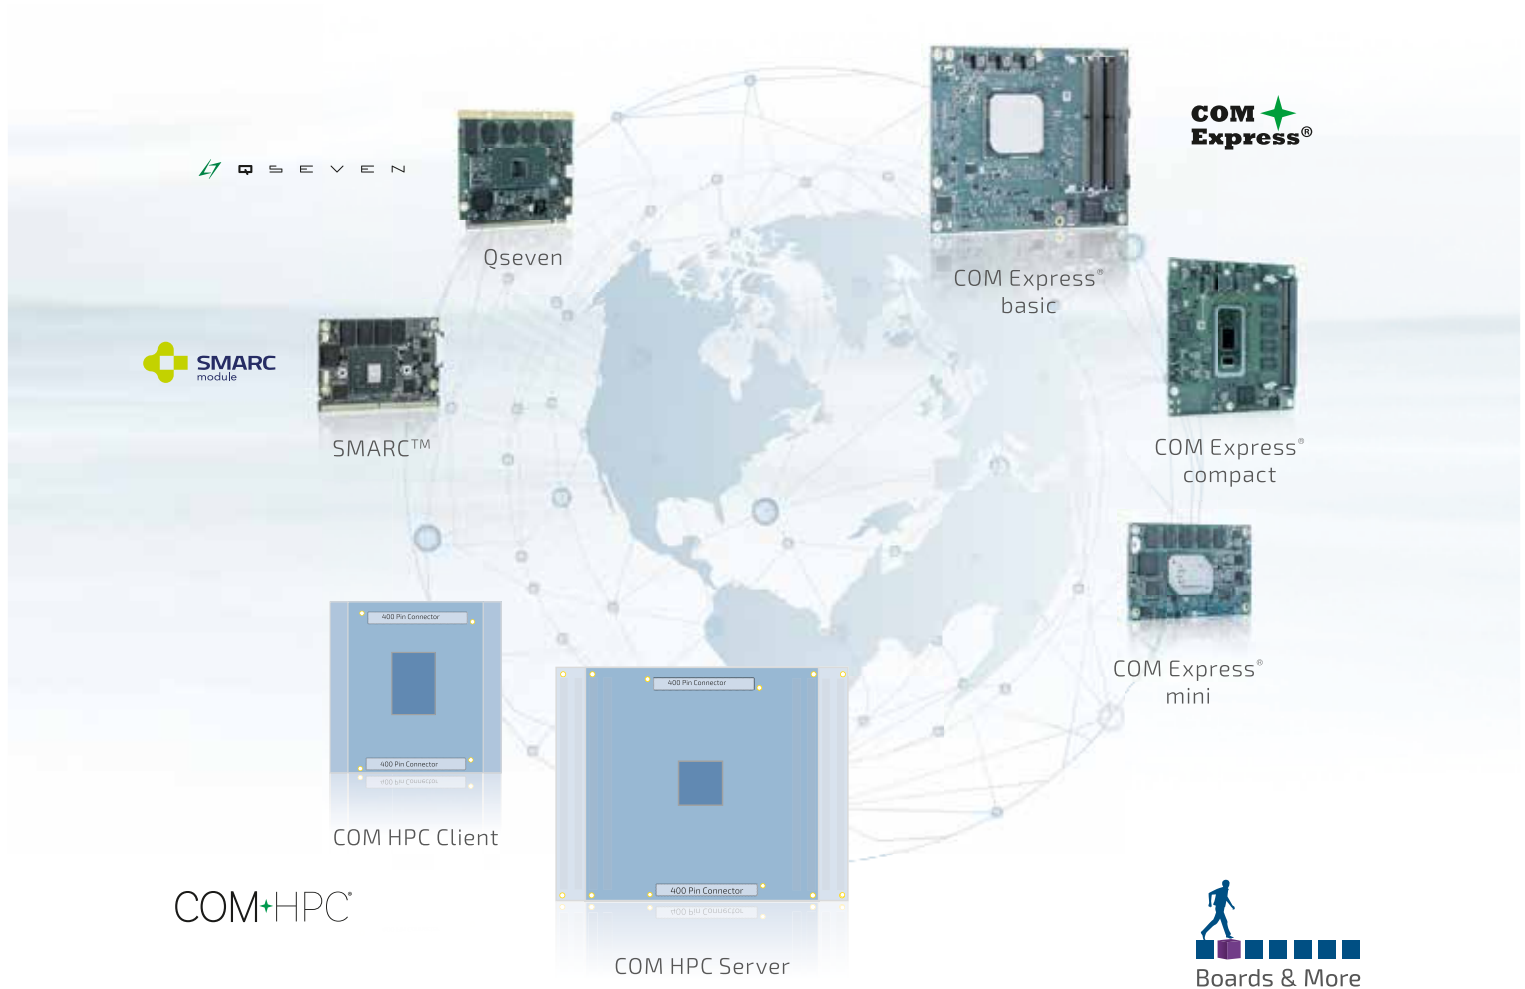 COM
Express®
QSEVEN
Qseven
COM Express®
basic
SMARC
module
SMARC™
COM Express®
compact
COM Express®
mini
400 Pin Connector
400 Pin Connector
400 Pin Connector
400 Pin Connector
COM HPC Client
COM HPC®
COM HPC Server
Boards & More